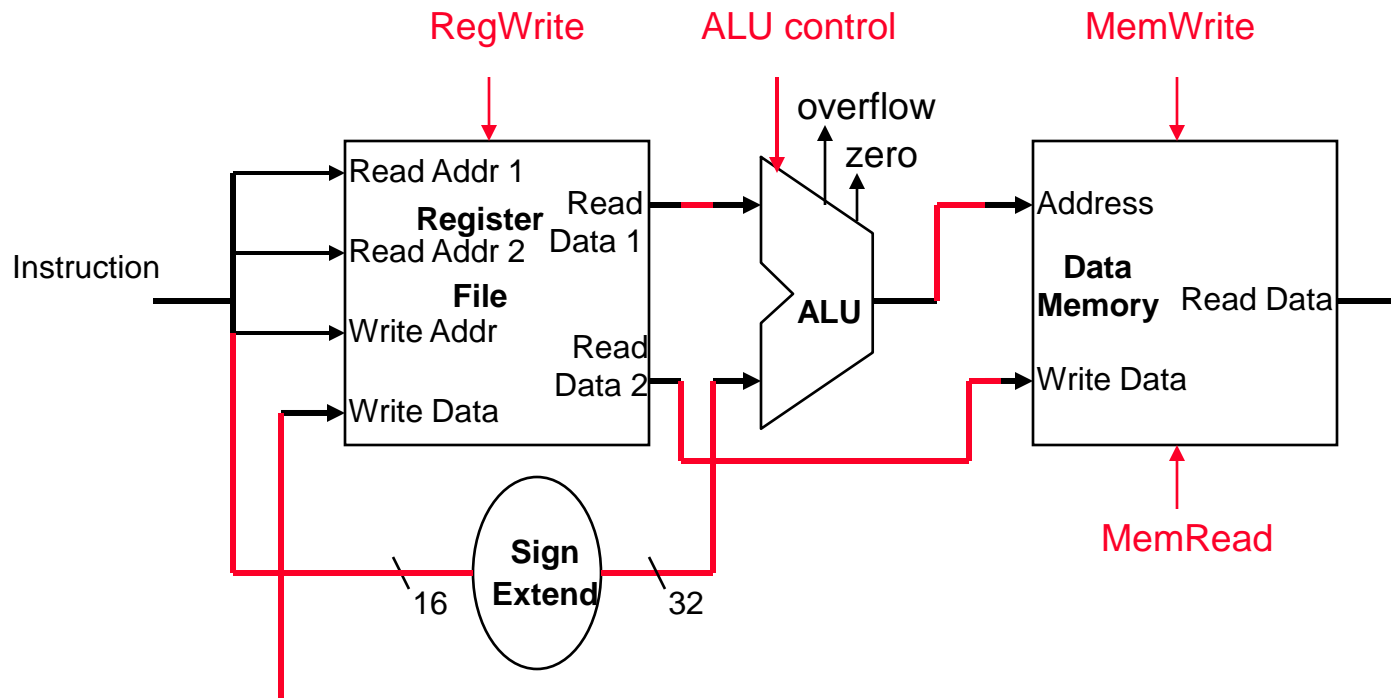 RegWrite
ALU control
MemWrite
overflow
zero
Instruction
Read Addr 1
Register
Read Addr 2
File
Write Addr
Write Data
Read
Data 1
Read
Data 2
ALU
Address
Data
Memory
Read Data
Write Data
MemRead
Sign
Extend
16
32